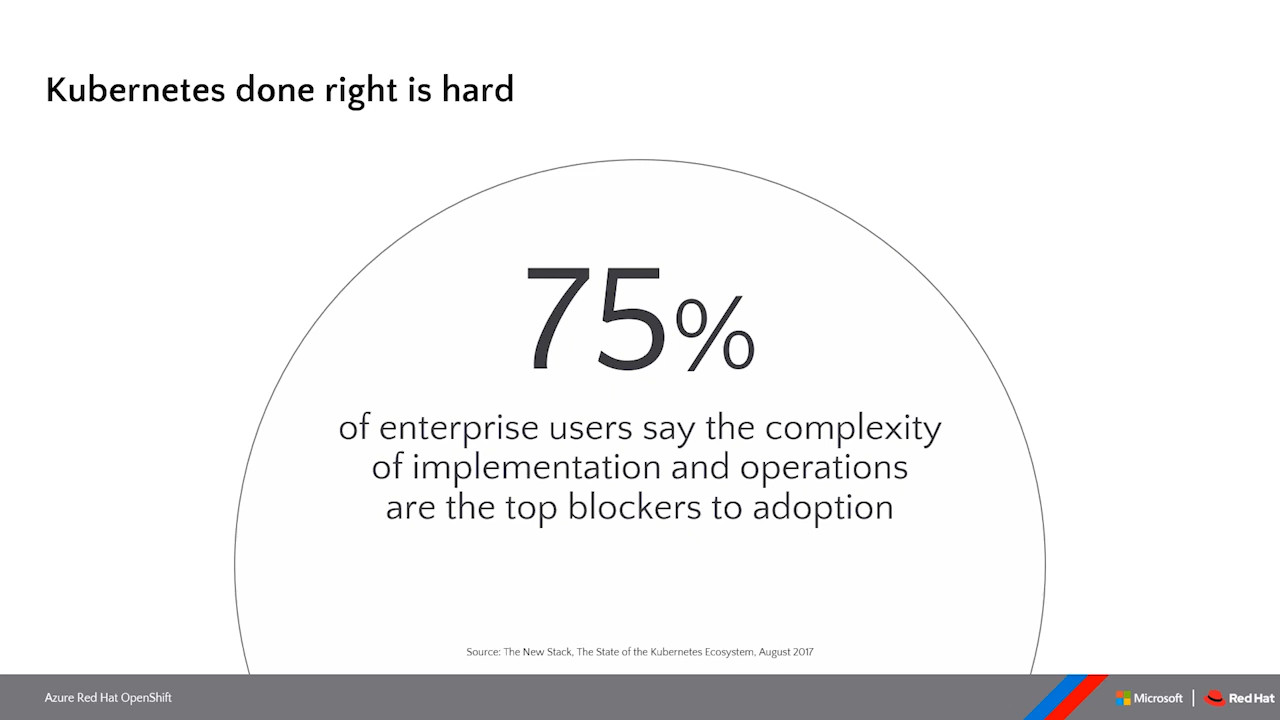 Kubernetes done right is hard
75%
of enterprise users say the complexity
of implementation and operations
are the top blockers to adoption
Source: The New Stack, The State of the Kubernetes Ecosystem, August 2017
Azure Red Hat OpenShift
Microsoft | Red Hat